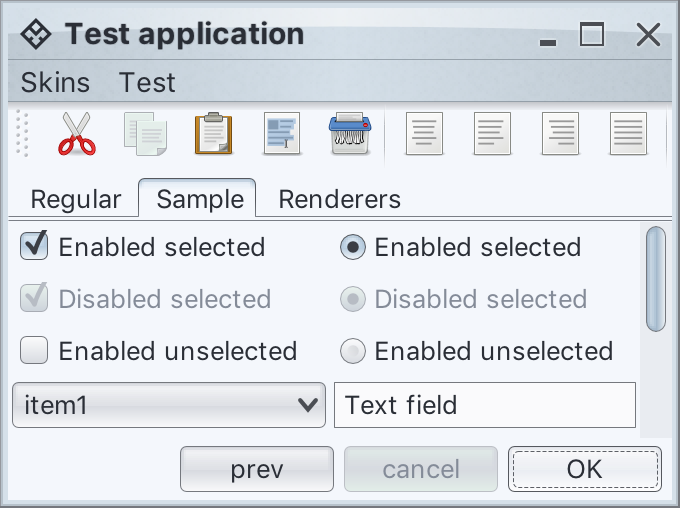 Test application
Skins Test
Regular Sample Renderers
Enabled selected Enabled selected
Disabled selected Disabled selected
Enabled unselected Enabled unselected
item1 Text field
prev cancel OK